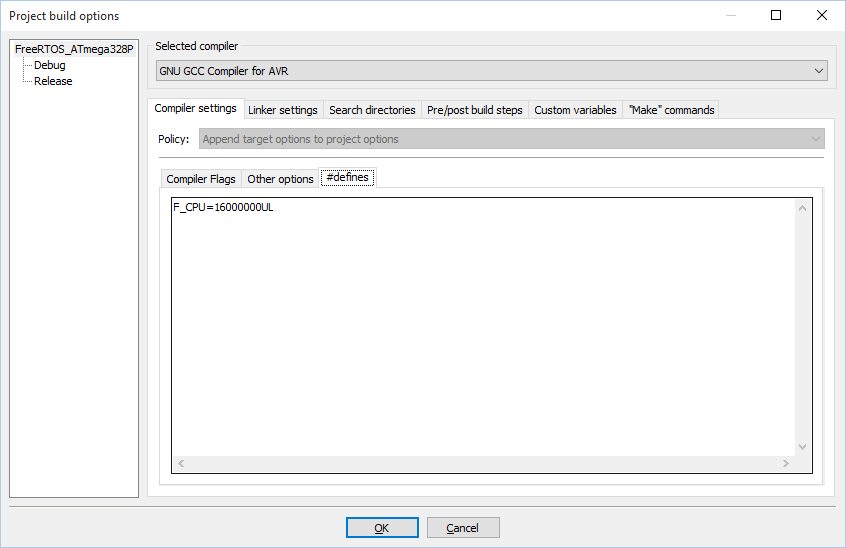 Project build options
FreeRTOS_ATmega328P
Debug
Release
Selected compiler
GNU GCC Compiler for AVR
Compiler settings
Linker settings
Search directories
Pre/post build steps
Custom variables
"Make" commands
Policy:
Append target options to project options
Compiler Flags
Other options
#defines
F_CPU=16000000UL
OK
Cancel